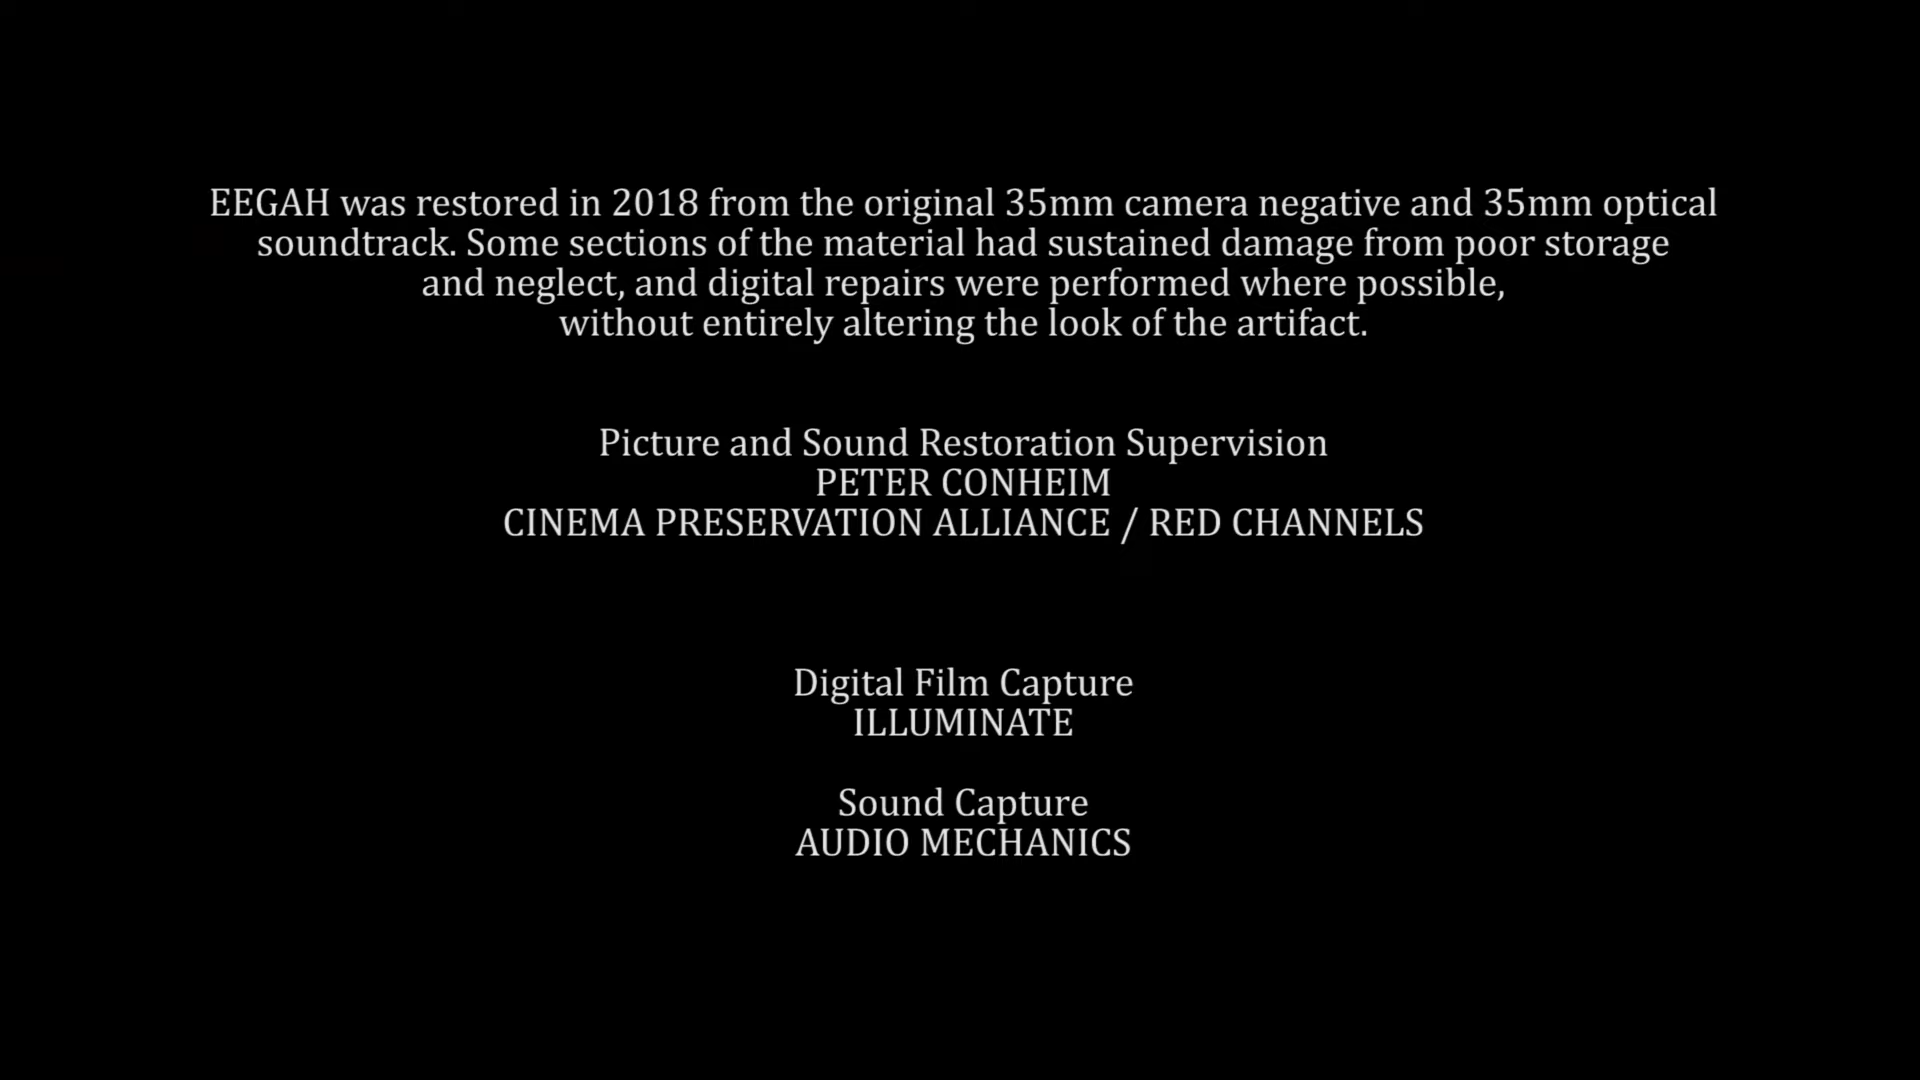 EEGAH was restored in 2018 from the original 35mm camera negative and 35mm optical
soundtrack. Some sections of the material had sustained damage from poor storage
and neglect, and digital repairs were performed where possible,
without entirely altering the look of the artifact.
Picture and Sound Restoration Supervision
PETER CONHEIM
CINEMA PRESERVATION ALLIANCE / RED CHANNELS
Digital Film Capture
ILLUMINATE
Sound Capture
AUDIO MECHANICS